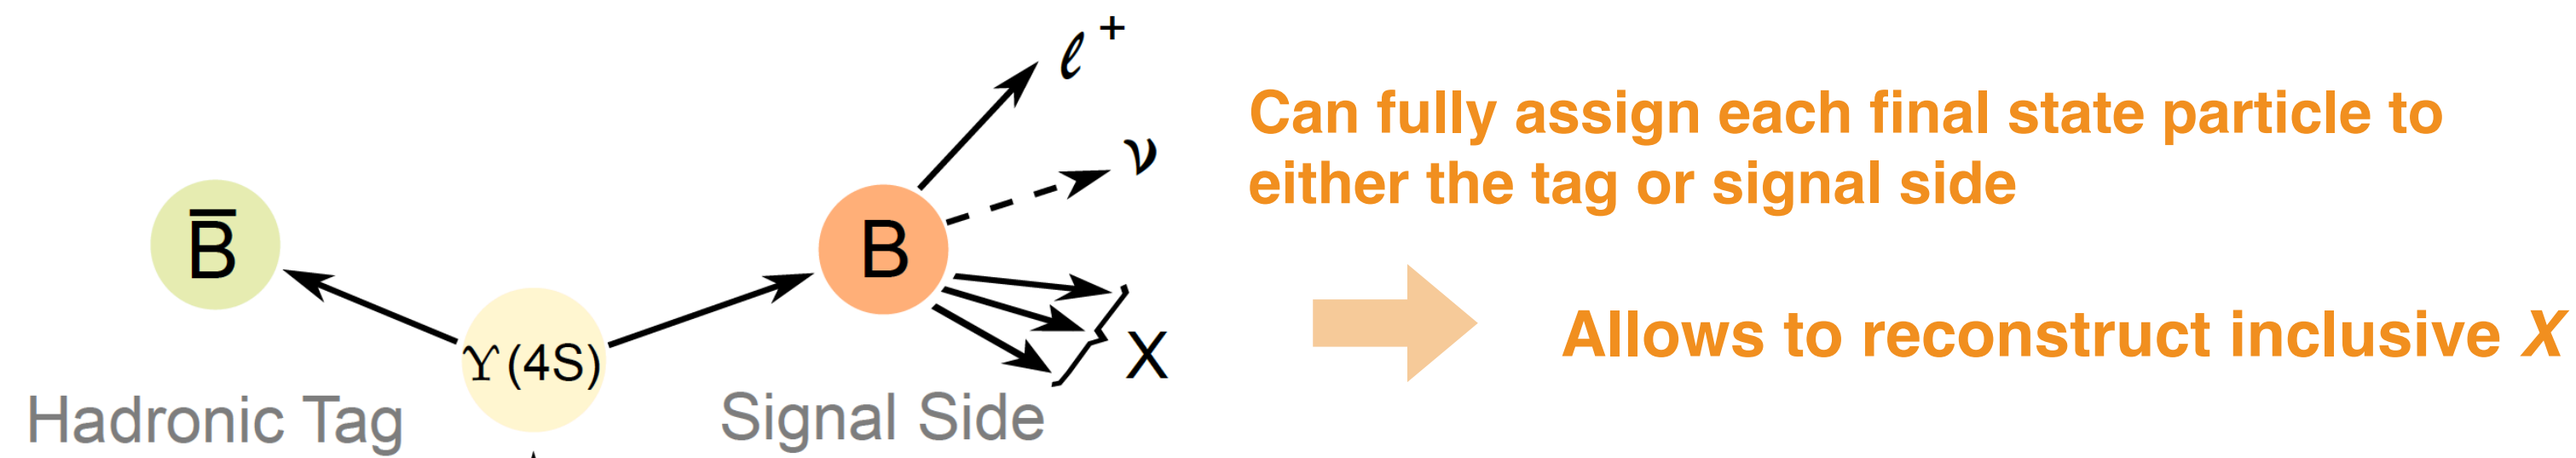 ℓ +
ν
B̅
B
ϒ(4S)
X
Hadronic Tag
Signal Side
Can fully assign each final state particle to
either the tag or signal side
Allows to reconstruct inclusive X